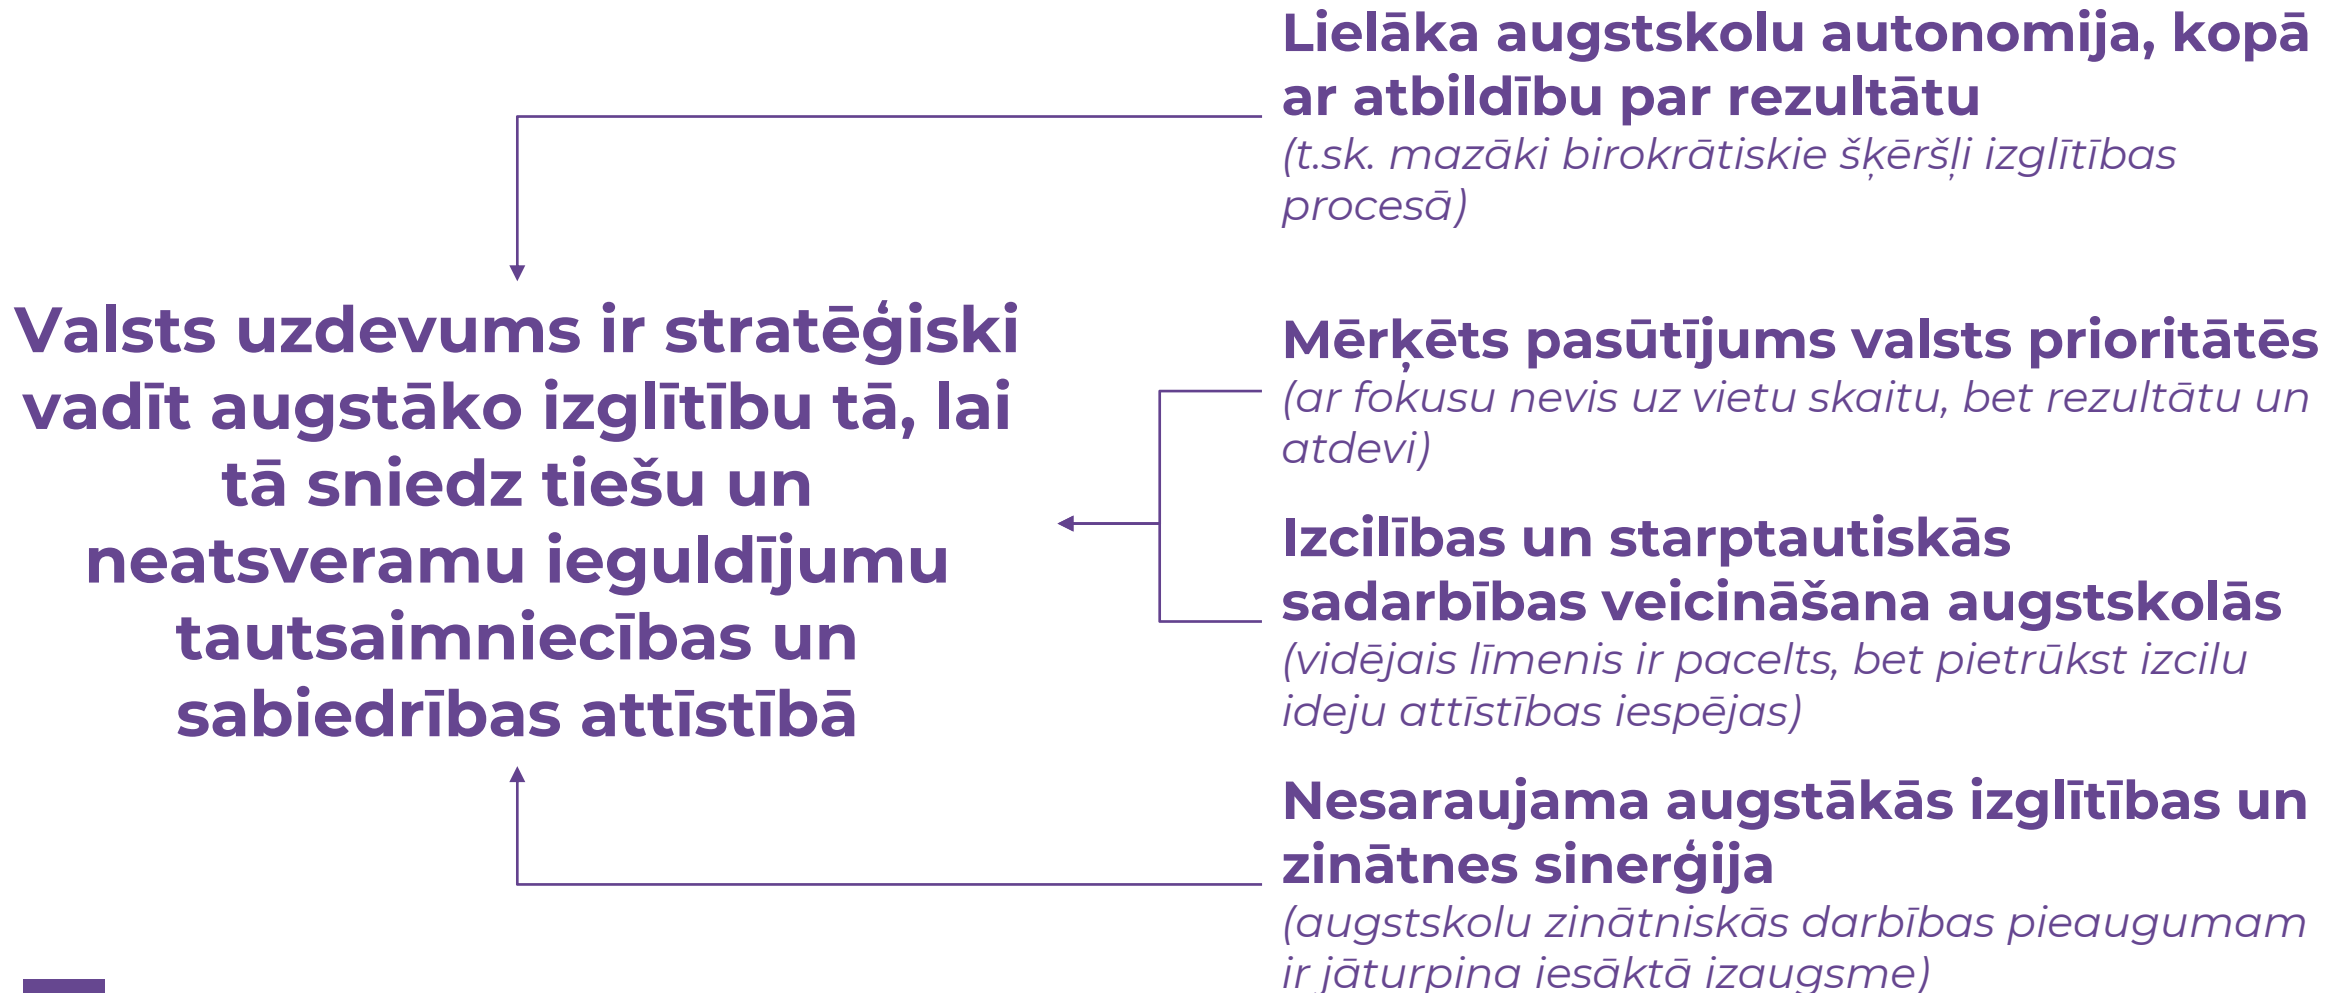 Lielāka augstskolu autonomija, kopā
ar atbildību par rezultātu
(t.sk. mazāki birokrātiskie šķēršļi izglītības
procesā)
Valsts uzdevums ir stratēģiski
vadīt augstāko izglītību tā, lai
tā sniedz tiešu un
neatsveramu ieguldījumu
tautsaimniecības un
sabiedrības attīstībā
Mērķēts pasūtījums valsts prioritātēs
(ar fokusu nevis uz vietu skaitu, bet rezultātu un
atdevi)
Izcilības un starptautiskās
sadarbības veicināšana augstskolās
(vidējais līmenis ir pacelts, bet pietrūkst izcilu
ideju attīstības iespējas)
Nesaraujama augstākās izglītības un
zinātnes sinerģija
(augstskolu zinātniskās darbības pieaugumam
ir jāturpina iesāktā izaugsme)